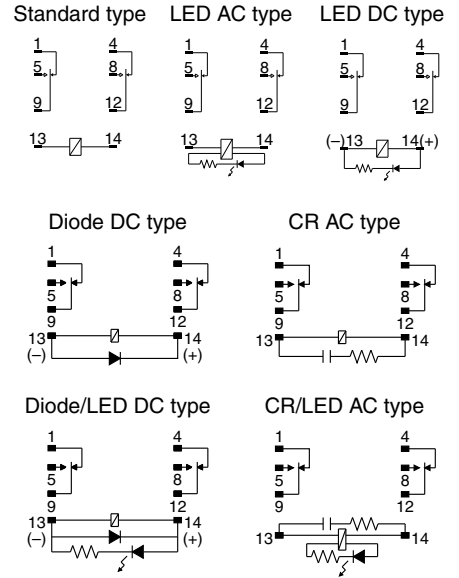 Standard type LED AC type LED DC type
1 4 1 4 1 4
5 8 5 8 5 8
9 12 9 12 9 12
13 14 13 14 (–)13 14(+)
Diode DC type CR AC type
1 4 1 4
5 8 5 8
9 12 9 12
13 14 13 14
(–) (+)
Diode/LED DC type CR/LED AC type
1 4 1 4
5 8 5 8
9 12 9 12
13 14 13 14
(–) (+)